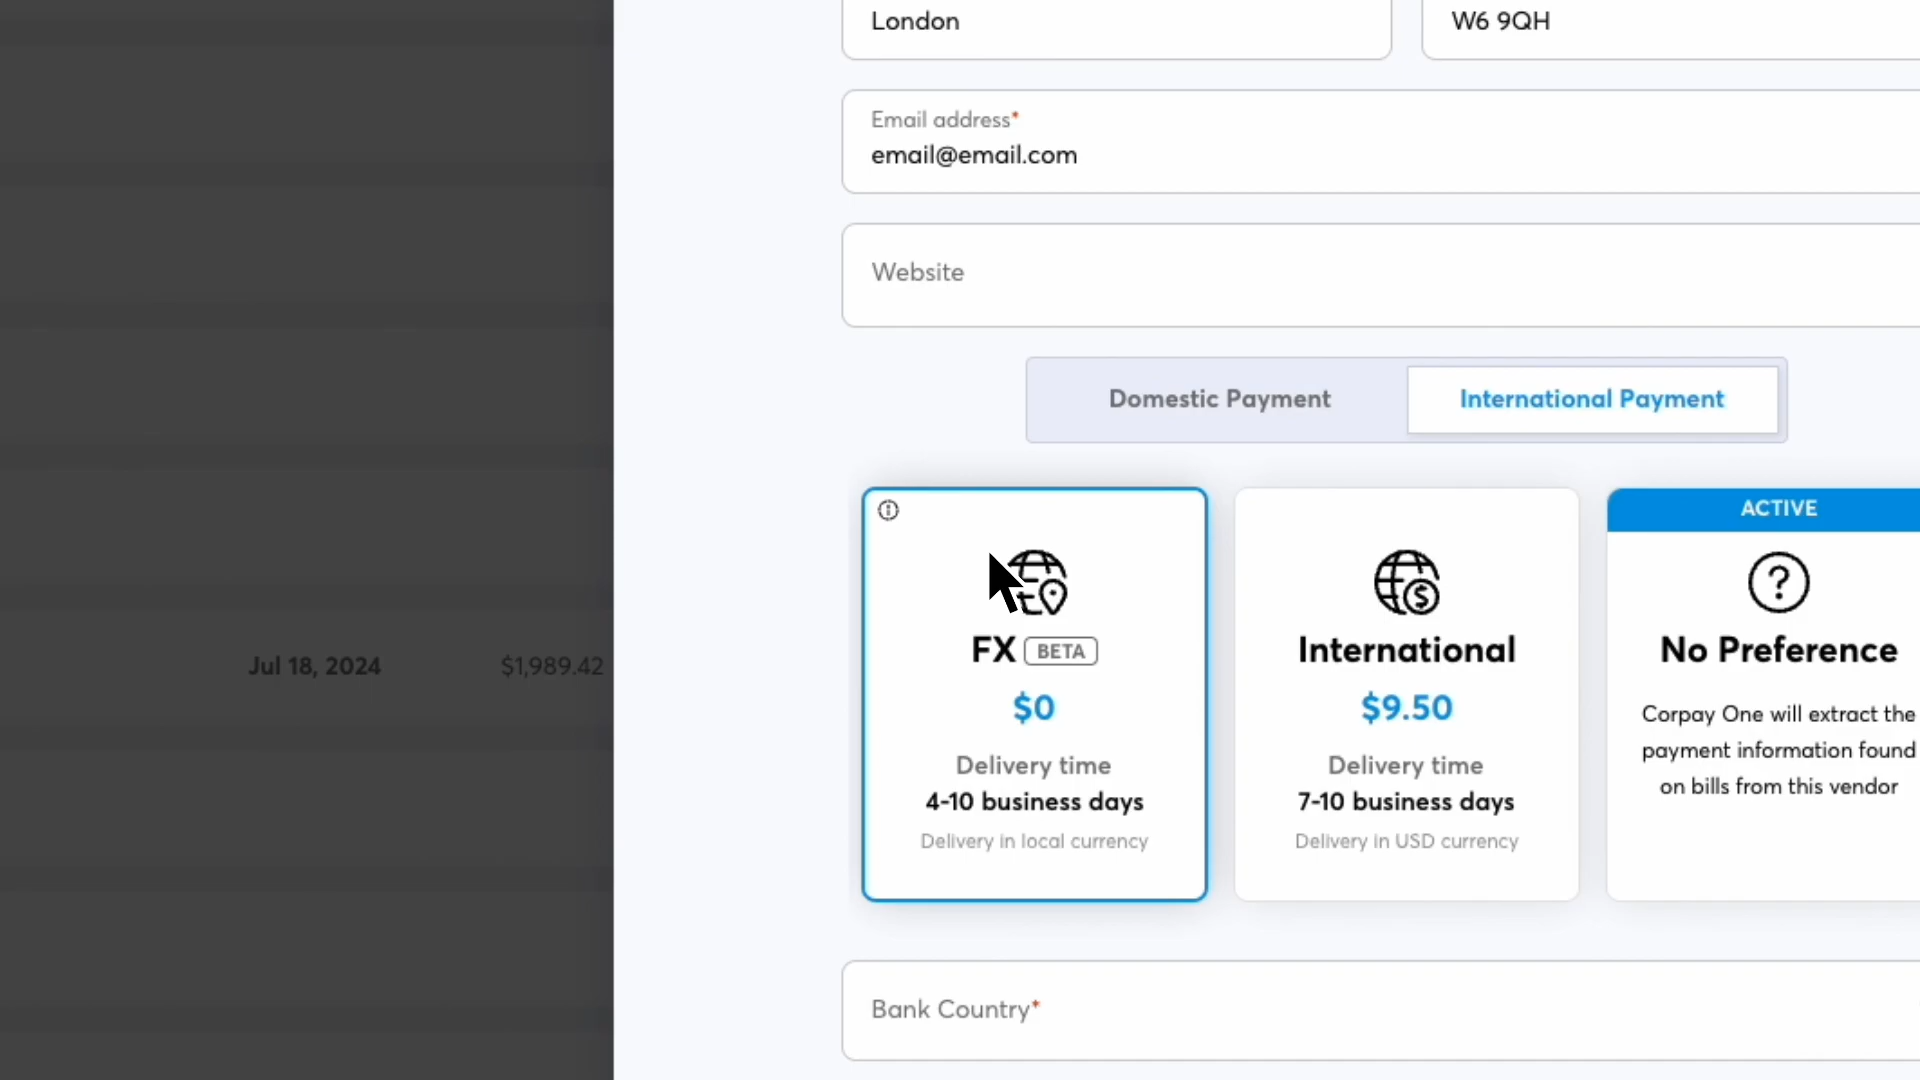 London
W6 9QH
Email address*
email@email.com
Website
Domestic Payment
International Payment
FX BETA
$0
Delivery time
4-10 business days
Delivery in local currency
International
$9.50
Delivery time
7-10 business days
Delivery in USD currency
ACTIVE
No Preference
Corpay One will extract the
payment information found
on bills from this vendor
Jul 18, 2024
$1,989.42
Bank Country*